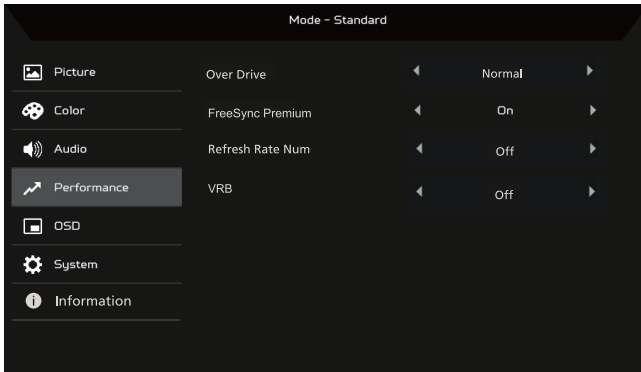 Mode - Standard
Picture
Over Drive Normal
Color
FreeSync Premium On
Audio
Refresh Rate Num Off
Performance
VRB Off
OSD
System
Information